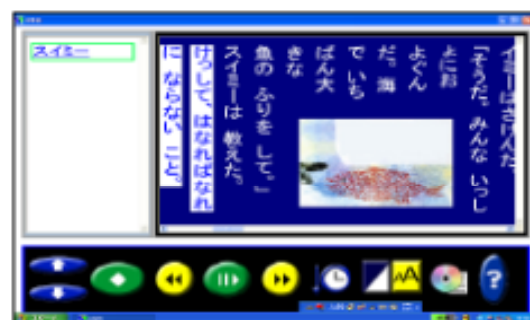 スイミー
イミーはさけんだ。
「そうだ。みんな いっし
ょにお
よぐん
だ。海
で いち
ばん大
きな
魚の ふりを して。」
スイミーは 教えた。
けっして、はなればなれ
に ならない こと。
?